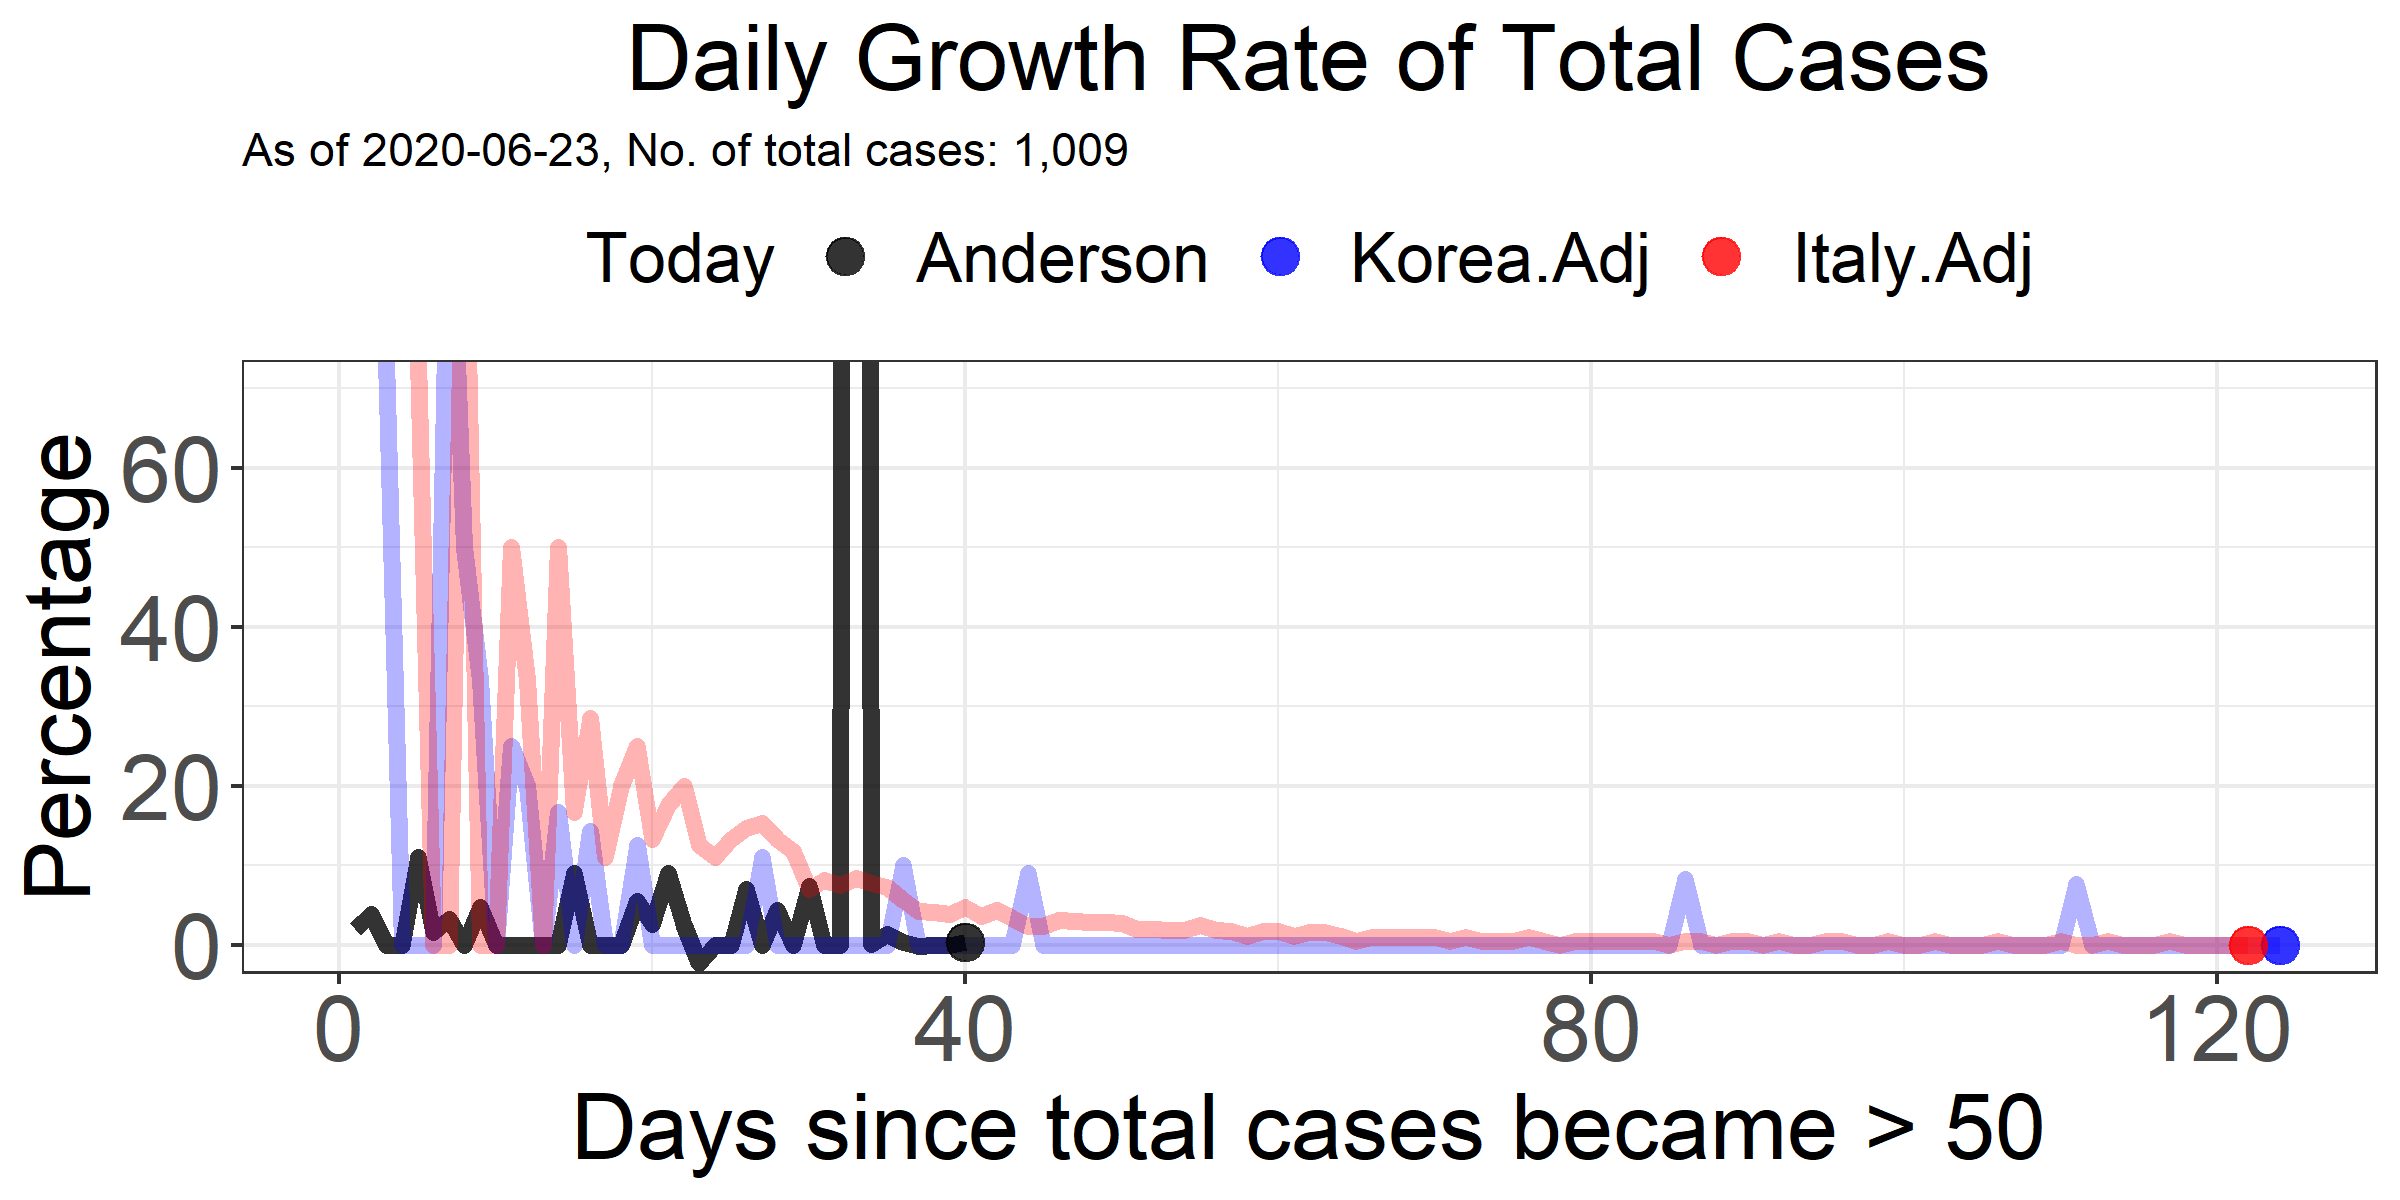 Daily Growth Rate of Total Cases
As of 2020-06-23, No. of total cases: 1,009
Today Anderson Korea.Adj Italy.Adj
Percentage
60
40
20
0
0 40 80 120
Days since total cases became > 50